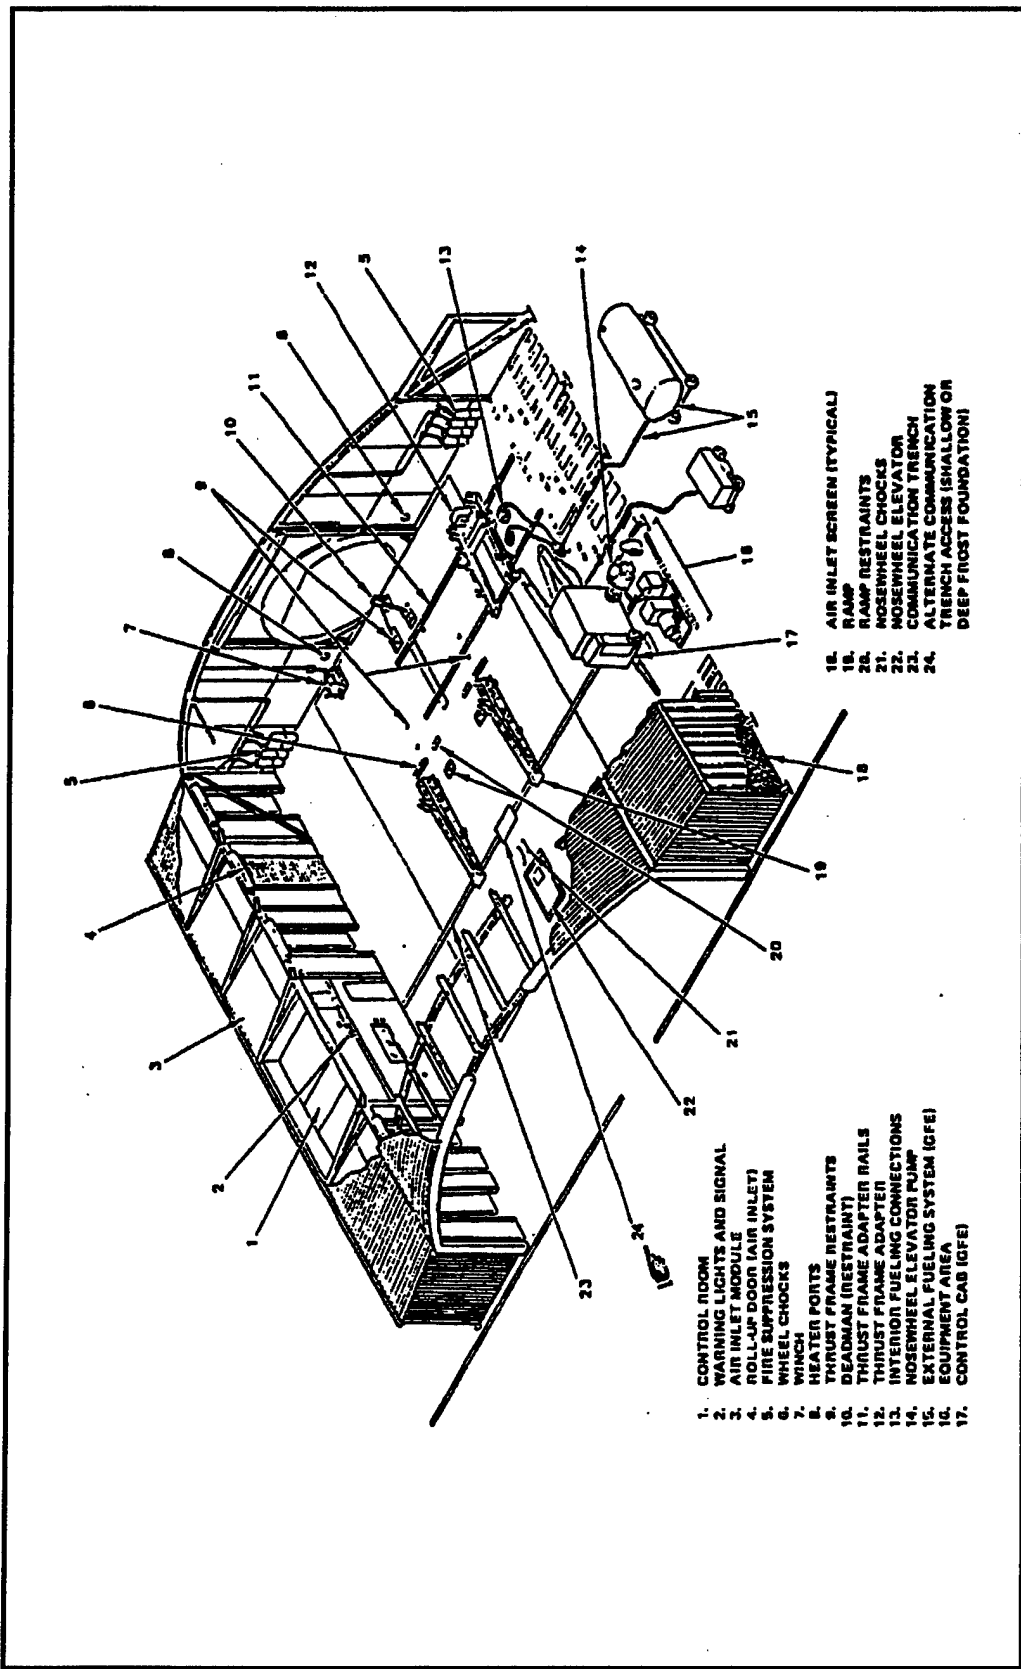 1
2
3
4
5
6
7
8
9
10
11
8
12
5
13
14
15
16
17
18
19
20
21
22
23
24
1. CONTROL ROOM
2. WARNING LIGHTS AND SIGNAL
3. AIR INLET MODULE
4. ROLL-UP DOOR (AIR INLET)
5. FIRE SUPPRESSION SYSTEM
6. WHEEL CHOCKS
7. WINCH
8. HEATER PORTS
9. THRUST FRAME RESTRAINTS
10. DEADMAN (RESTRAINT)
11. THRUST FRAME ADAPTER RAILS
12. THRUST FRAME ADAPTER
13. INTERIOR FUELING CONNECTIONS
14. NOSEWHEEL ELEVATOR PUMP
15. EXTERNAL FUELING SYSTEM (GFE)
16. EQUIPMENT AREA
17. CONTROL CAB (GFE)
18. AIR INLET SCREEN (TYPICAL)
19. RAMP
20. RAMP RESTRAINTS
21. NOSEWHEEL CHOCKS
22. NOSEWHEEL ELEVATOR
23. COMMUNICATION TRENCH
24. ALTERNATE COMMUNICATION
TRENCH ACCESS (SHALLOW OR
DEEP FROST FOUNDATION)